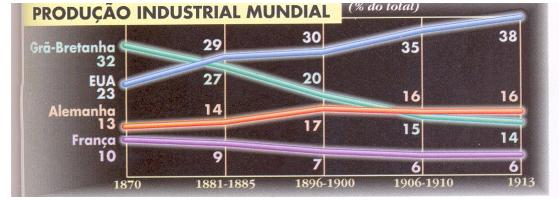 PRODUÇÃO INDUSTRIAL MUNDIAL (% do total)
30 38
Grã-Bretanha 29 35
32
EUA 27 20
23
Alemanha 14 16 16
13 17 15 14
França
10 9 7 6 6
1870 1881-1885 1896-1900 1906-1910 1913